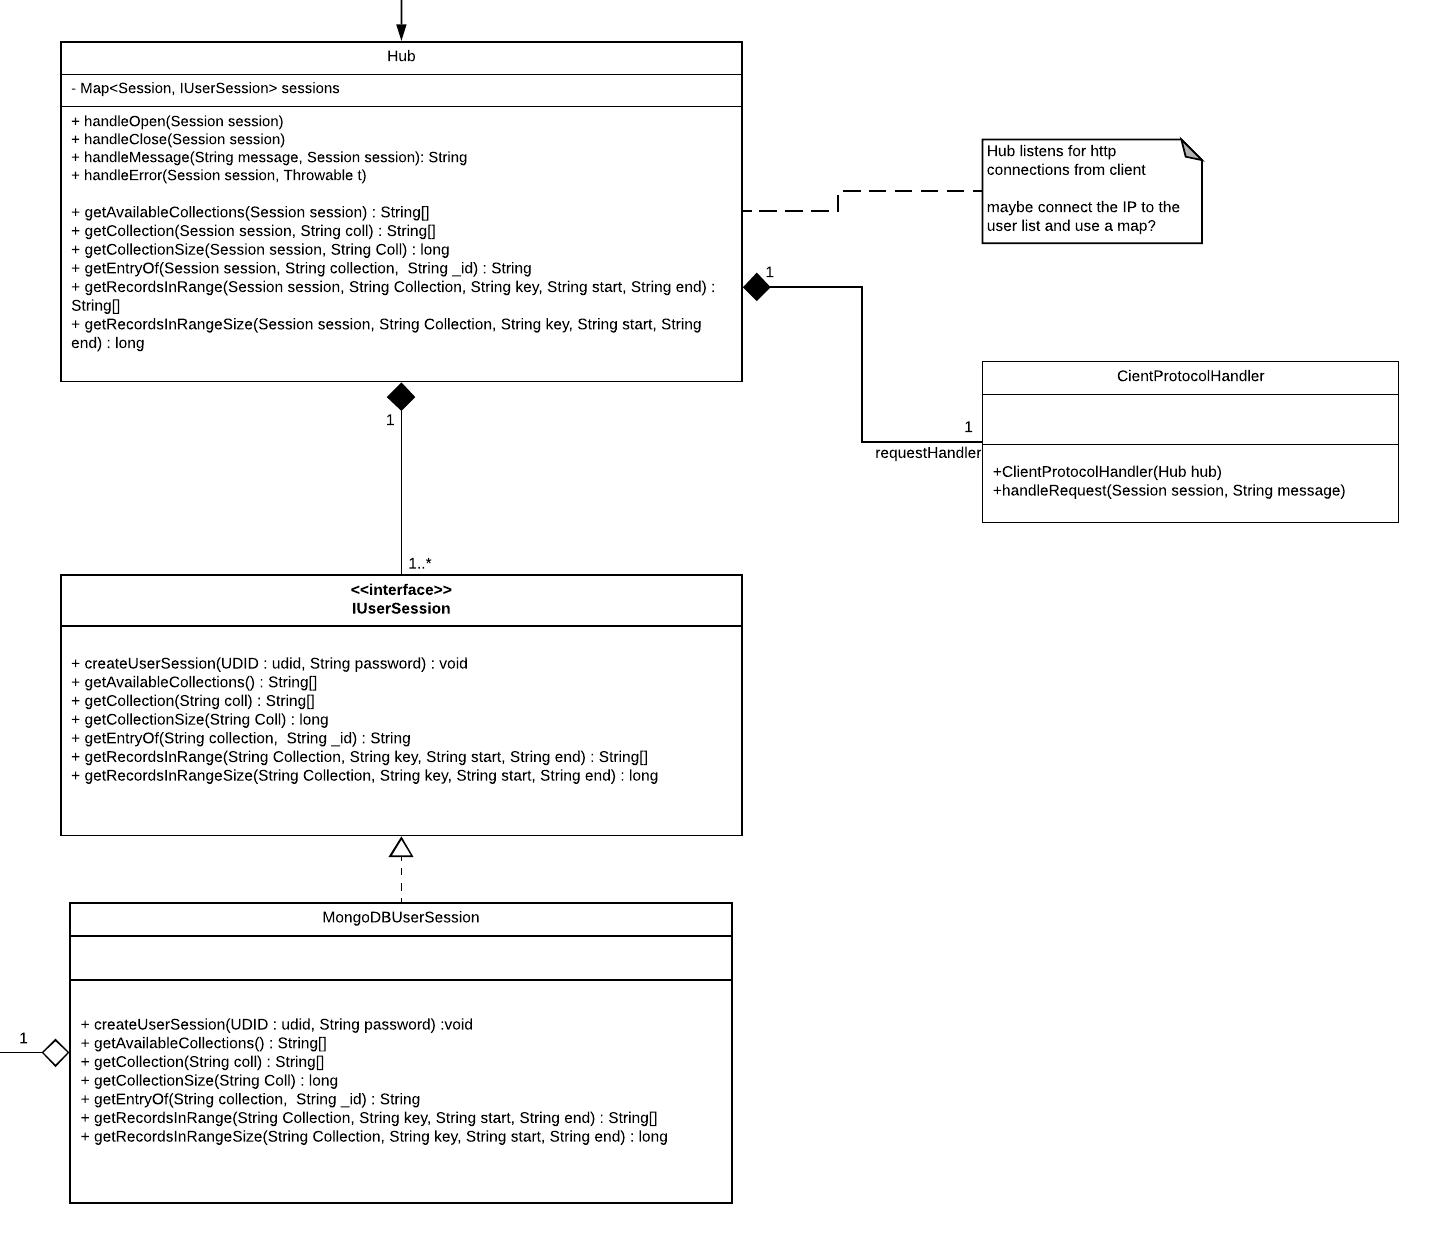 Hub
- Map<Session, IUserSession> sessions
+ handleOpen(Session session)
+ handleClose(Session session)
+ handleMessage(String message, Session session): String
+ handleError(Session session, Throwable t)
+ getAvailableCollections(Session session) : String[]
+ getCollection(Session session, String coll) : String[]
+ getCollectionSize(Session session, String Coll) : long
+ getEntryOf(Session session, String collection,  String _id) : String
+ getRecordsInRange(Session session, String Collection, String key, String start, String end) :
String[]
+ getRecordsInRangeSize(Session session, String Collection, String key, String start, String
end) : long
Hub listens for http
connections from client
maybe connect the IP to the
user list and use a map?
1
CientProtocolHandler
1
requestHandler
+ClientProtocolHandler(Hub hub)
+handleRequest(Session session, String message)
1
1..*
<<interface>>
IUserSession
+ createUserSession(UDID : udid, String password) : void
+ getAvailableCollections() : String[]
+ getCollection(String coll) : String[]
+ getCollectionSize(String Coll) : long
+ getEntryOf(String collection,  String _id) : String
+ getRecordsInRange(String Collection, String key, String start, String end) : String[]
+ getRecordsInRangeSize(String Collection, String key, String start, String end) : long
MongoDBUserSession
1
+ createUserSession(UDID : udid, String password) :void
+ getAvailableCollections() : String[]
+ getCollection(String coll) : String[]
+ getCollectionSize(String Coll) : long
+ getEntryOf(String collection,  String _id) : String
+ getRecordsInRange(String Collection, String key, String start, String end) : String[]
+ getRecordsInRangeSize(String Collection, String key, String start, String end) : long